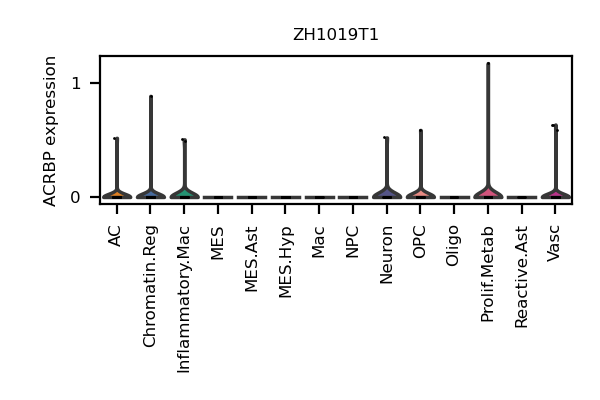 ZH1019T1
ACRBP expression
1
0
AC
Chromatin.Reg
Inflammatory.Mac
MES
MES.Ast
MES.Hyp
Mac
NPC
Neuron
OPC
Oligo
Prolif.Metab
Reactive.Ast
Vasc